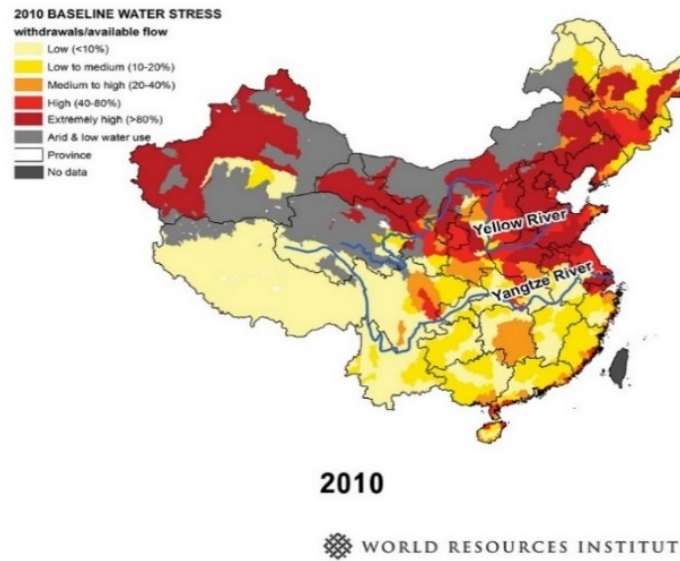 2010 BASELINE WATER STRESS
withdrawals/available flow
Low (<10%)
Low to medium (10-20%)
Medium to high (20-40%)
High (40-80%)
Extremely high (>80%)
Arid & low water use
Province
No data
Yellow River
Yangtze River
2010
WORLD RESOURCES INSTITUT